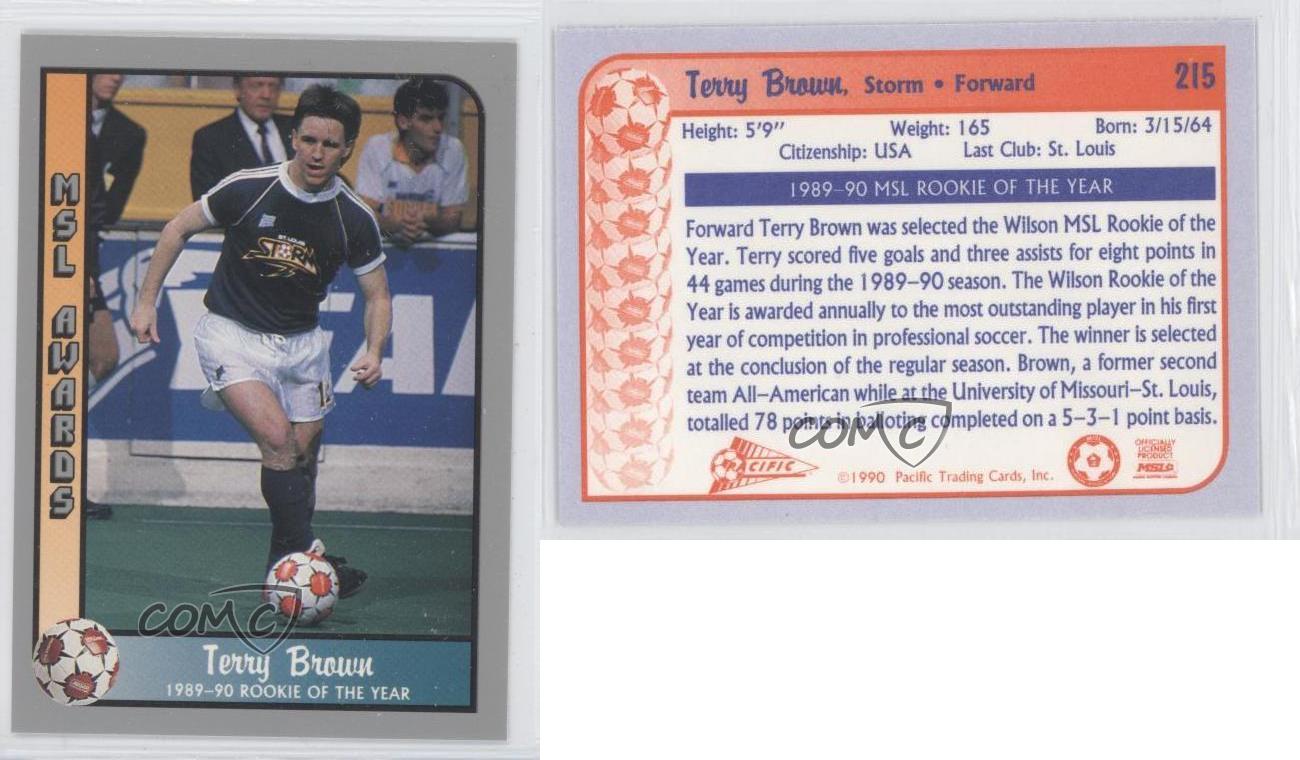 MSL AWARDS
ST. LOUIS
STORM
COMC
Terry Brown
1989-90 ROOKIE OF THE YEAR
Terry Brown, Storm • Forward 215
Height: 5'9" Weight: 165 Born: 3/15/64
Citizenship: USA Last Club: St. Louis
1989-90 MSL ROOKIE OF THE YEAR
Forward Terry Brown was selected the Wilson MSL Rookie of the
Year. Terry scored five goals and three assists for eight points in
44 games during the 1989-90 season. The Wilson Rookie of the
Year is awarded annually to the most outstanding player in his first
year of competition in professional soccer. The winner is selected
at the conclusion of the regular season. Brown, a former second
team All-American while at the University of Missouri-St. Louis,
totalled 78 points in balloting completed on a 5-3-1 point basis.
COMC
PACIFIC
©1990 Pacific Trading Cards, Inc.
OFFICIALLY
LICENSED
PRODUCT
MSL